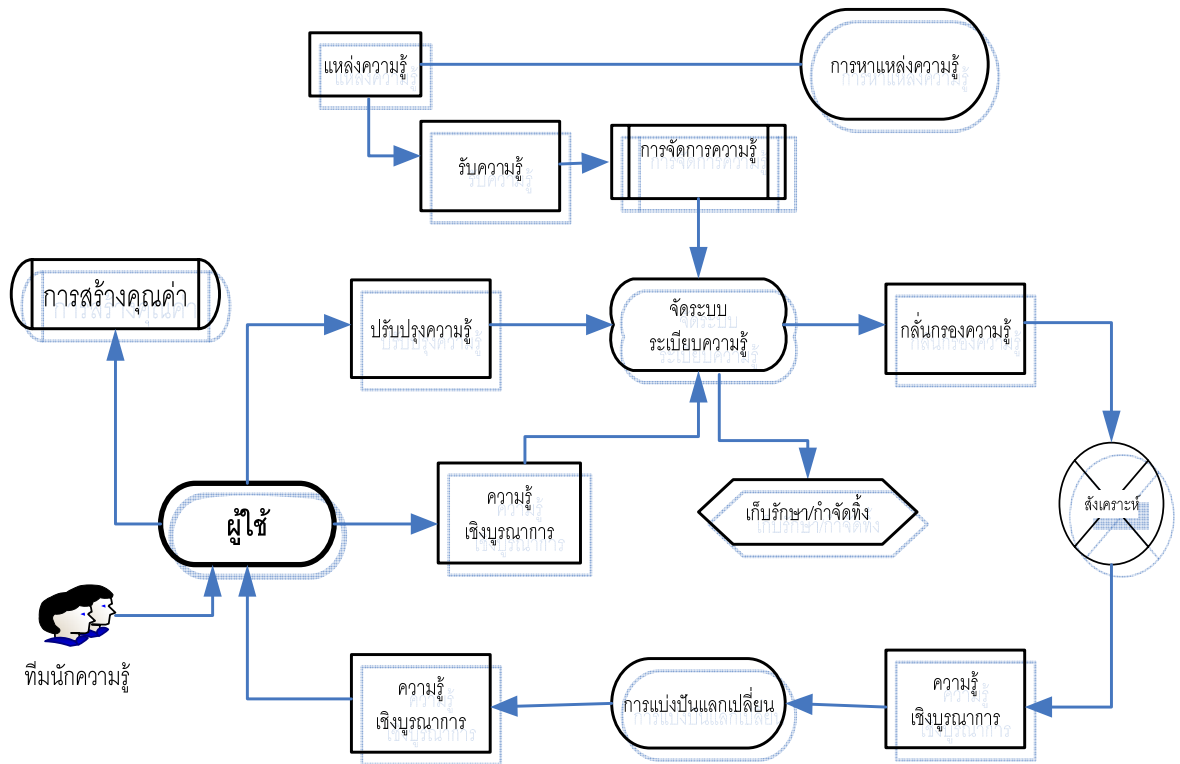 แหล่งความรู้
การหาแหล่งความรู้
รับความรู้
การจัดการความรู้
การสร้างคุณค่า
ปรับปรุงความรู้
จัดระบบ
ระเบียบความรู้
กลั่นกรองความรู้
ผู้ใช้
ความรู้
เชิงบูรณาการ
เก็บรักษา/กำจัดทิ้ง
สังเคราะห์
ทีมนักความรู้
ความรู้
เชิงบูรณาการ
การแบ่งปันแลกเปลี่ยน
ความรู้
เชิงบูรณาการ